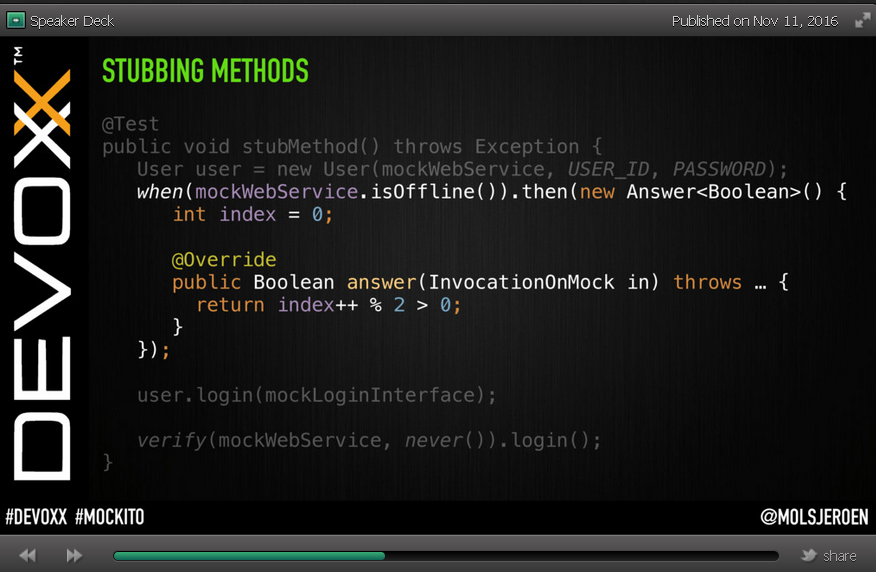 Speaker Deck
Published on Nov 11, 2016
DEVOXX™
STUBBING METHODS
@Test
public void stubMethod() throws Exception {
User user = new User(mockWebService, USER_ID, PASSWORD);
when(mockWebService.isOffline()).then(new Answer<Boolean>() {
int index = 0;
@Override
public Boolean answer(InvocationOnMock in) throws … {
return index++ % 2 > 0;
}
});
user.login(mockLoginInterface);
verify(mockWebService, never()).login();
}
#DEVOXX #MOCKITO
@MOLSJEROEN
share